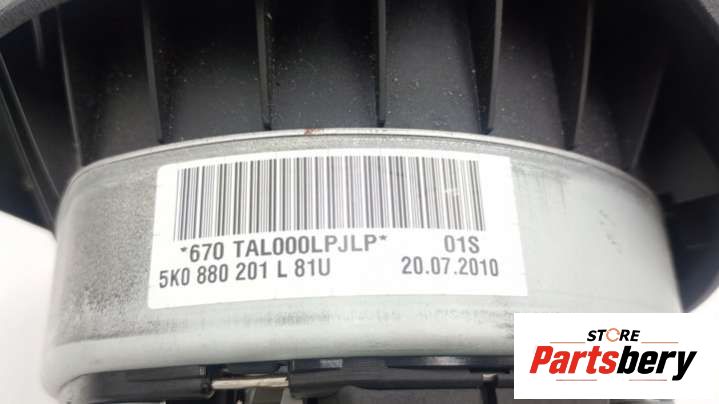 *670 TAL000LPJLP* 01S
5K0 880 201 L 81U 20.07.2010
STORE
Partsbery